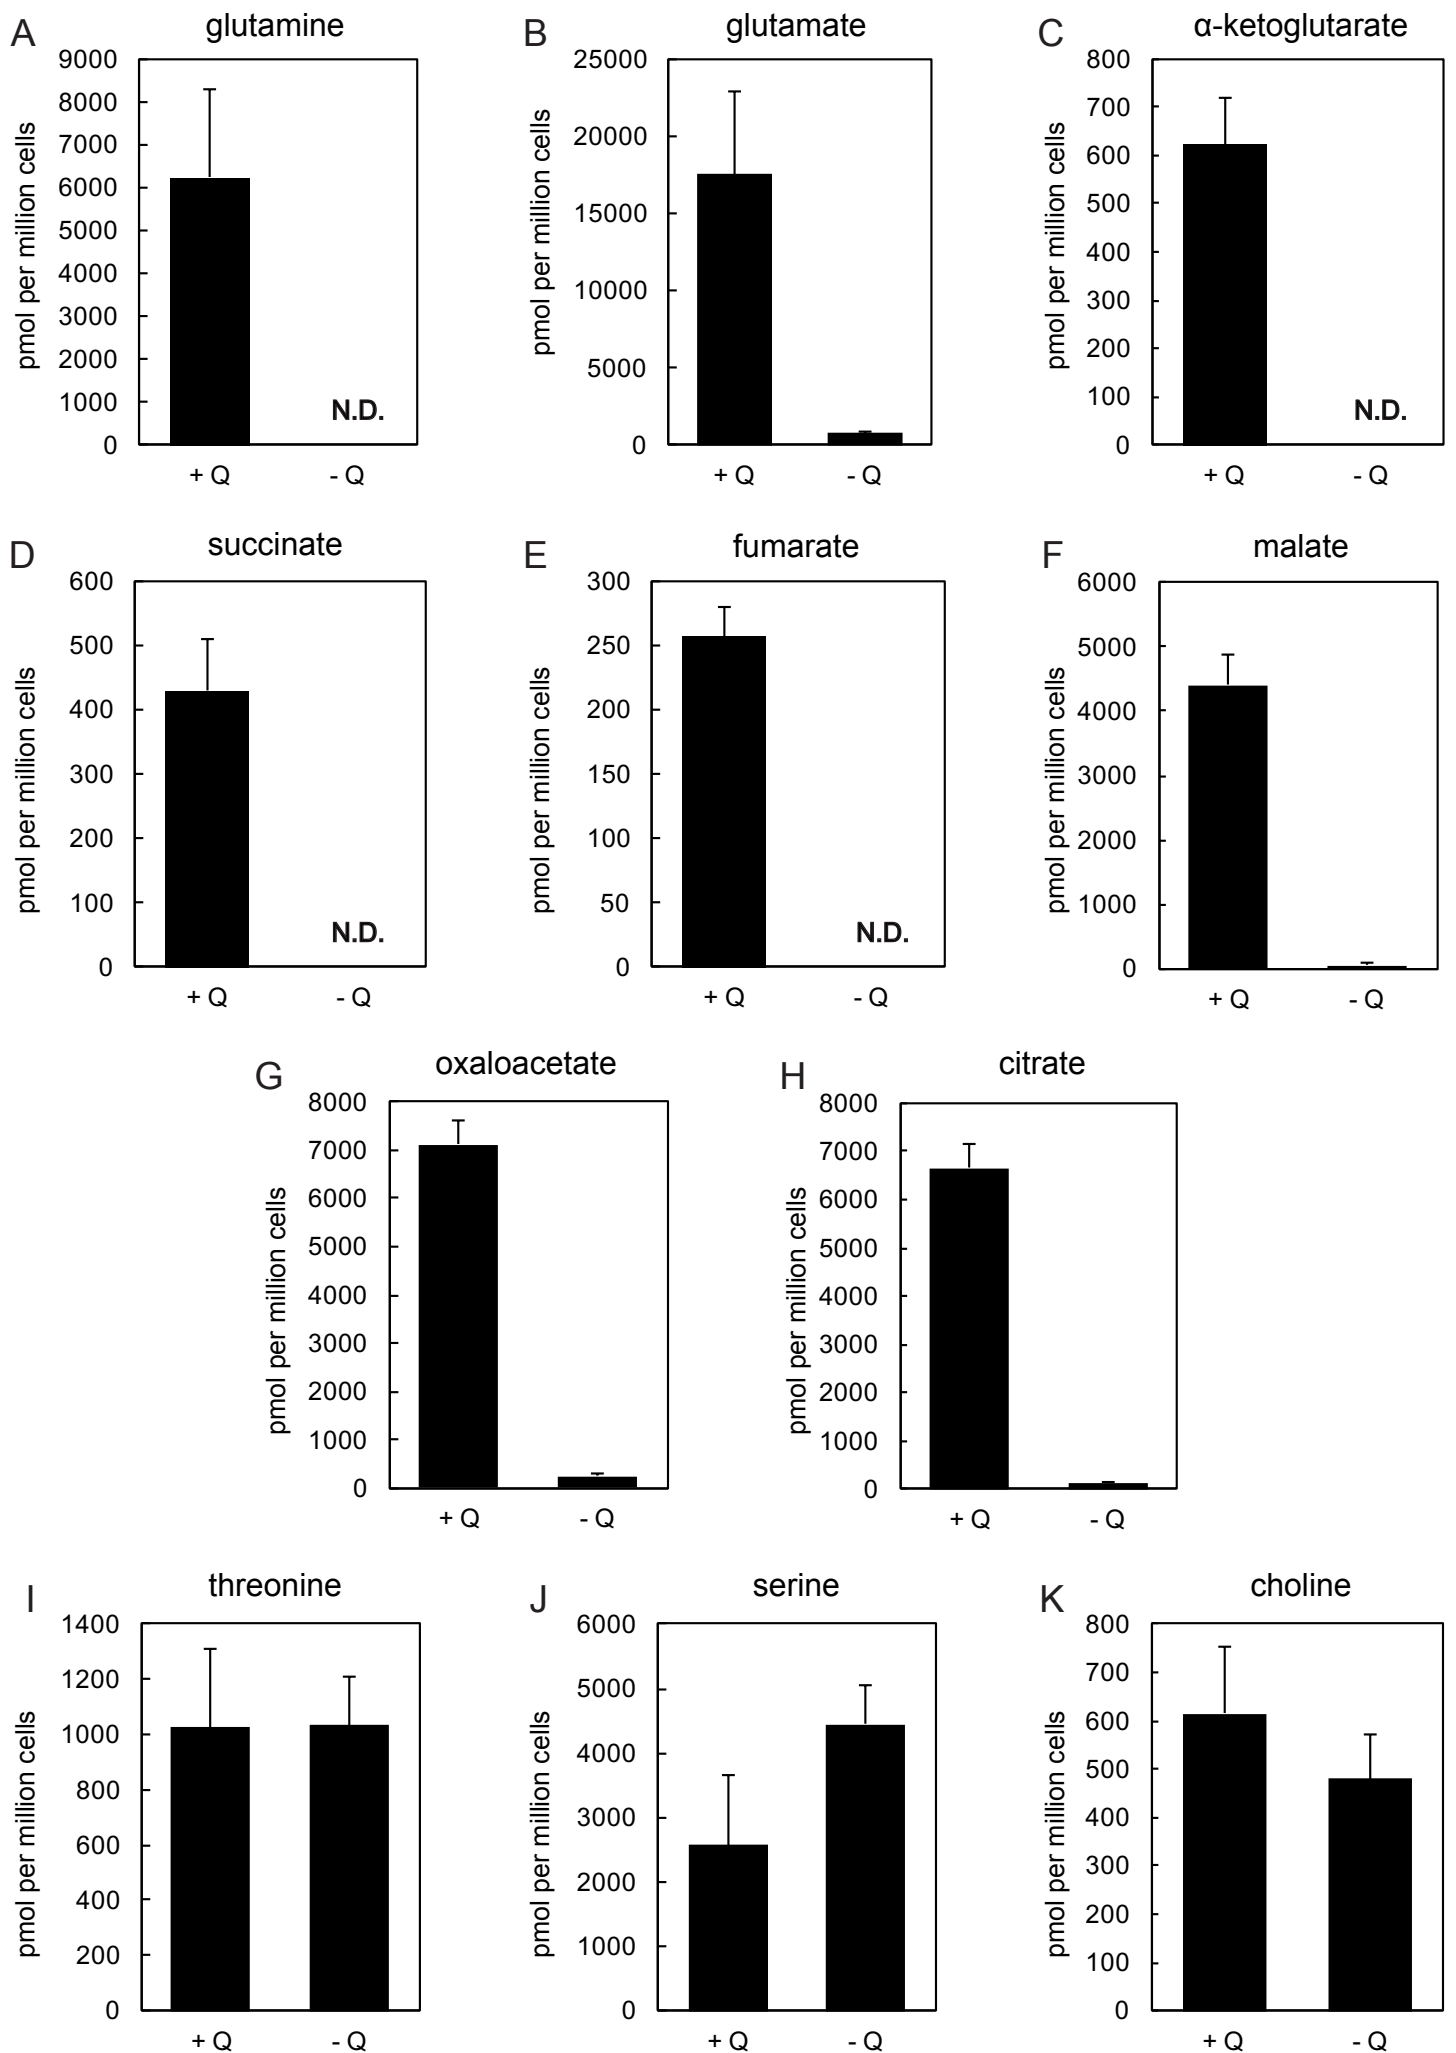 A glutamine
9000
8000
7000
6000
5000
4000
3000
2000
1000
0
pmol per million cells
N.D.
+ Q - Q
B glutamate
25000
20000
15000
10000
5000
0
pmol per million cells
+ Q - Q
C α-ketoglutarate
800
700
600
500
400
300
200
100
0
pmol per million cells
N.D.
+ Q - Q
D succinate
600
500
400
300
200
100
0
pmol per million cells
N.D.
+ Q - Q
E fumarate
300
250
200
150
100
50
0
pmol per million cells
N.D.
+ Q - Q
F malate
6000
5000
4000
3000
2000
1000
0
pmol per million cells
+ Q - Q
G oxaloacetate
8000
7000
6000
5000
4000
3000
2000
1000
0
pmol per million cells
+ Q - Q
H citrate
8000
7000
6000
5000
4000
3000
2000
1000
0
pmol per million cells
+ Q - Q
I threonine
1400
1200
1000
800
600
400
200
0
pmol per million cells
+ Q - Q
J serine
6000
5000
4000
3000
2000
1000
0
pmol per million cells
+ Q - Q
K choline
800
700
600
500
400
300
200
100
0
pmol per million cells
+ Q - Q